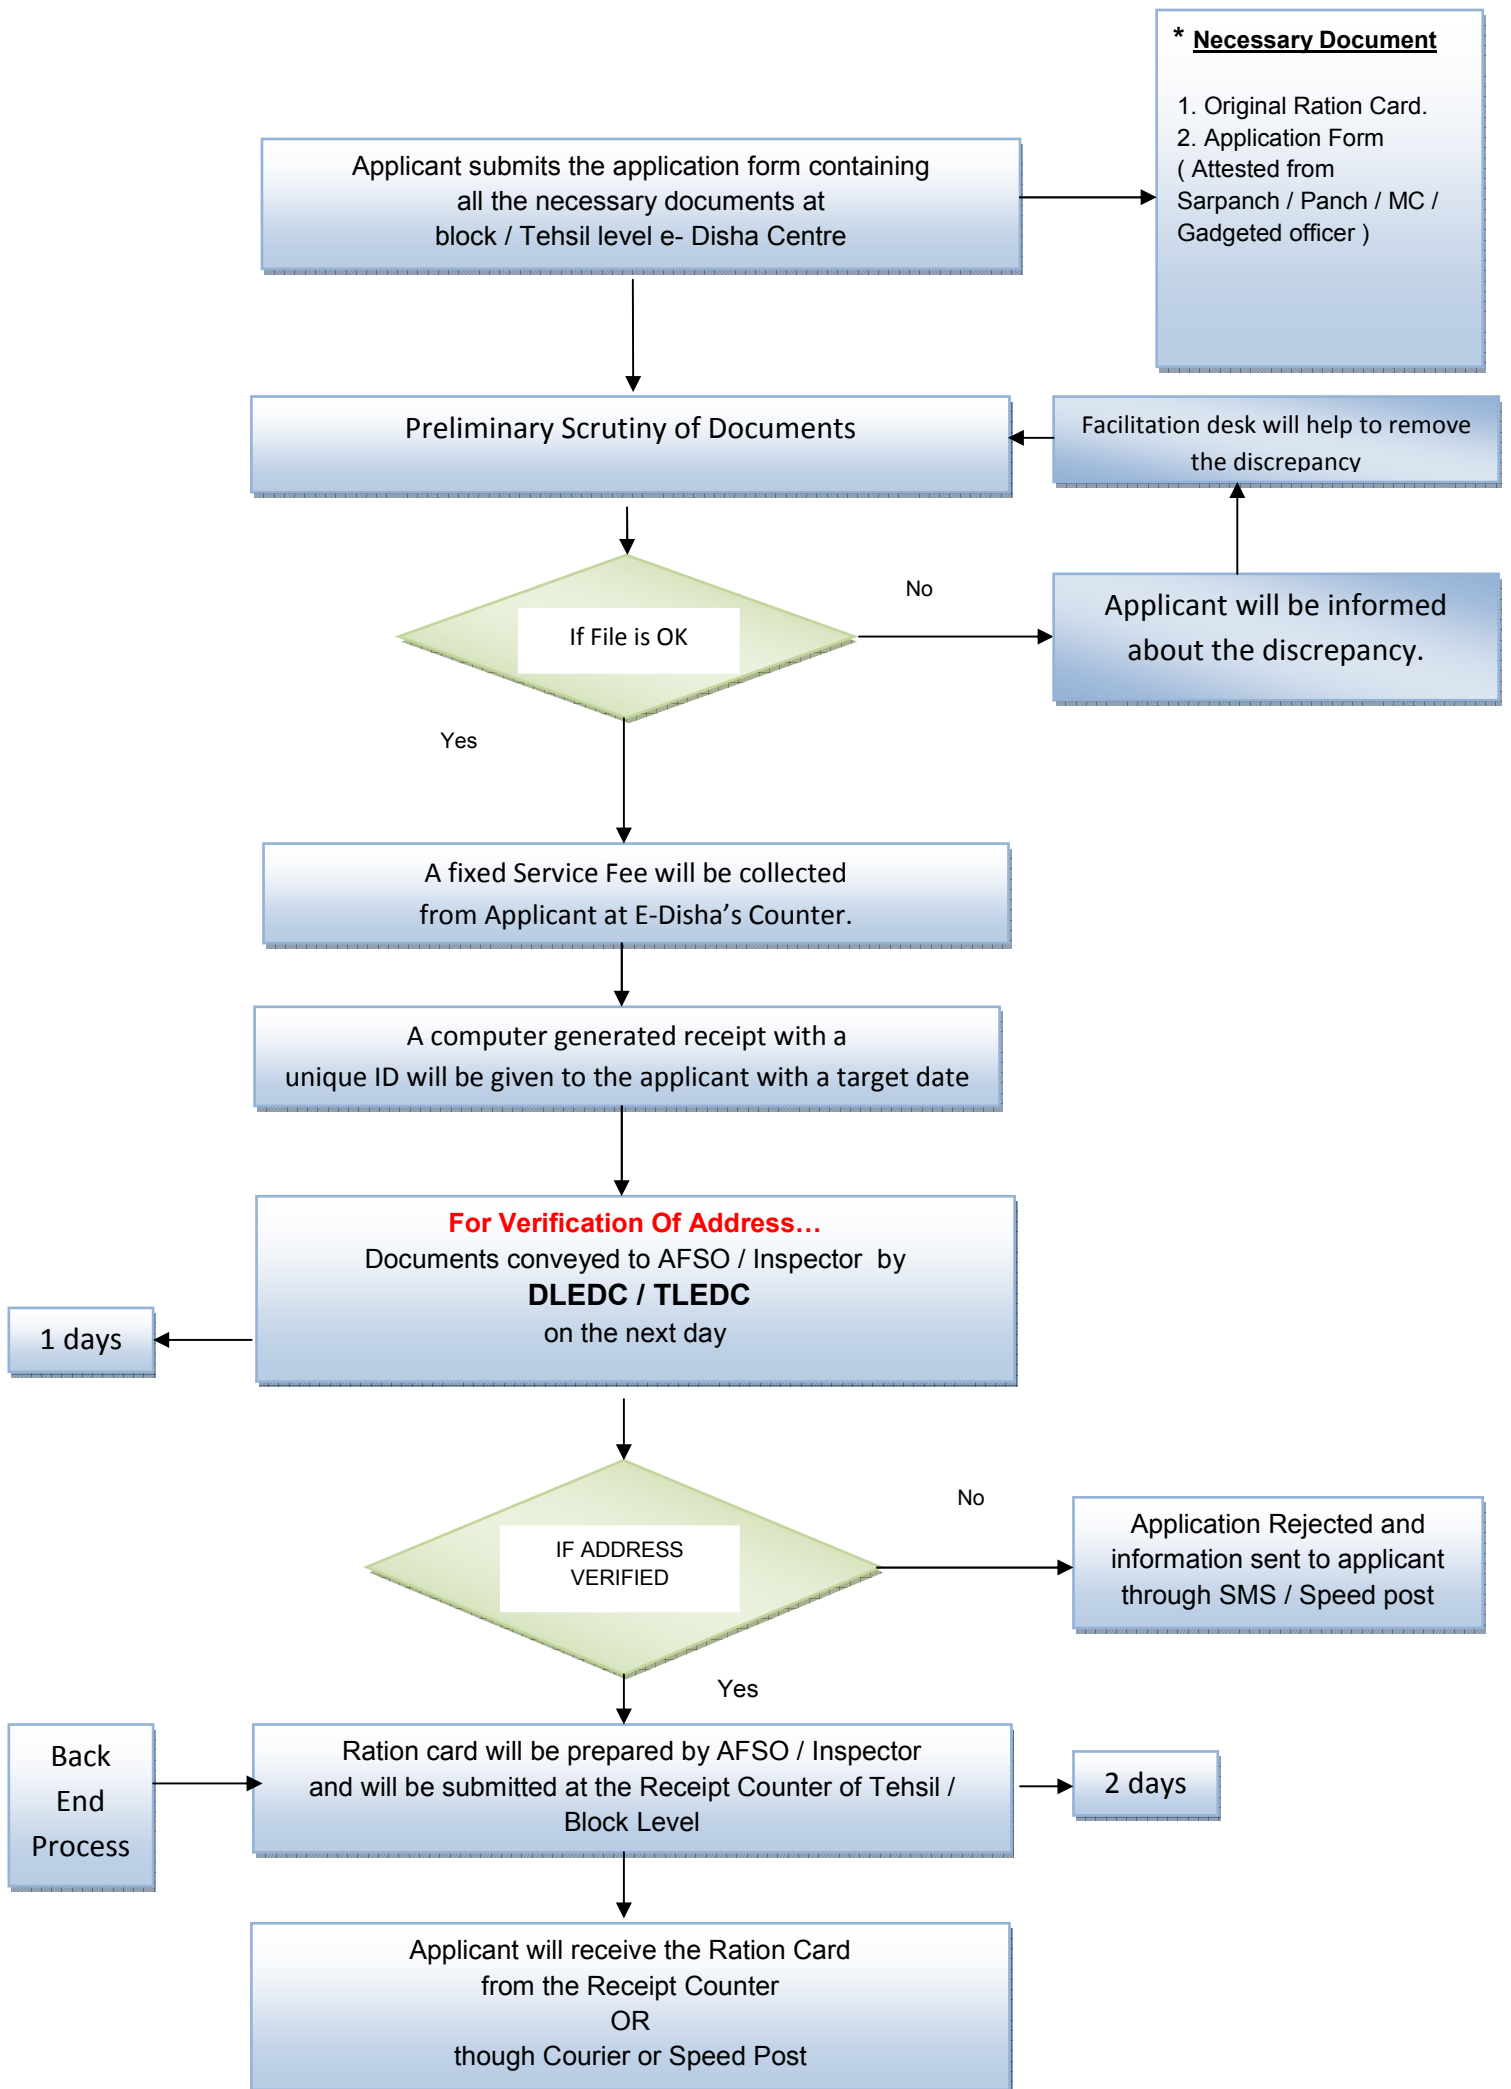 * Necessary Document
1. Original Ration Card.
2. Application Form
( Attested from
Sarpanch / Panch / MC /
Gadgeted officer )
Applicant submits the application form containing
all the necessary documents at
block / Tehsil level e- Disha Centre
Preliminary Scrutiny of Documents
Facilitation desk will help to remove
the discrepancy
If File is OK
No
Applicant will be informed
about the discrepancy.
Yes
A fixed Service Fee will be collected
from Applicant at E-Disha’s Counter.
A computer generated receipt with a
unique ID will be given to the applicant with a target date
For Verification Of Address…
Documents conveyed to AFSO / Inspector by
DLEDC / TLEDC
on the next day
1 days
IF ADDRESS
VERIFIED
No
Application Rejected and
information sent to applicant
through SMS / Speed post
Yes
Back
End
Process
Ration card will be prepared by AFSO / Inspector
and will be submitted at the Receipt Counter of Tehsil /
Block Level
2 days
Applicant will receive the Ration Card
from the Receipt Counter
OR
though Courier or Speed Post